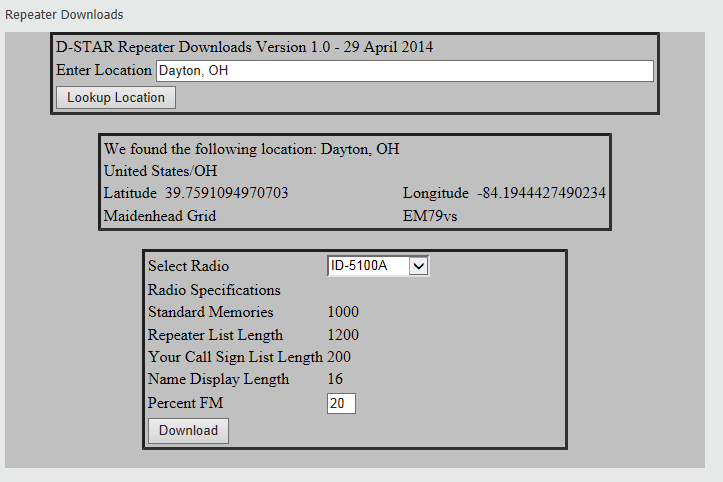 Repeater Downloads
D-STAR Repeater Downloads Version 1.0 - 29 April 2014
Enter Location Dayton, OH
Lookup Location
We found the following location: Dayton, OH
United States/OH
Latitude 39.7591094970703 Longitude -84.1944427490234
Maidenhead Grid EM79vs
Select Radio ID-5100A
Radio Specifications
Standard Memories 1000
Repeater List Length 1200
Your Call Sign List Length 200
Name Display Length 16
Percent FM 20
Download